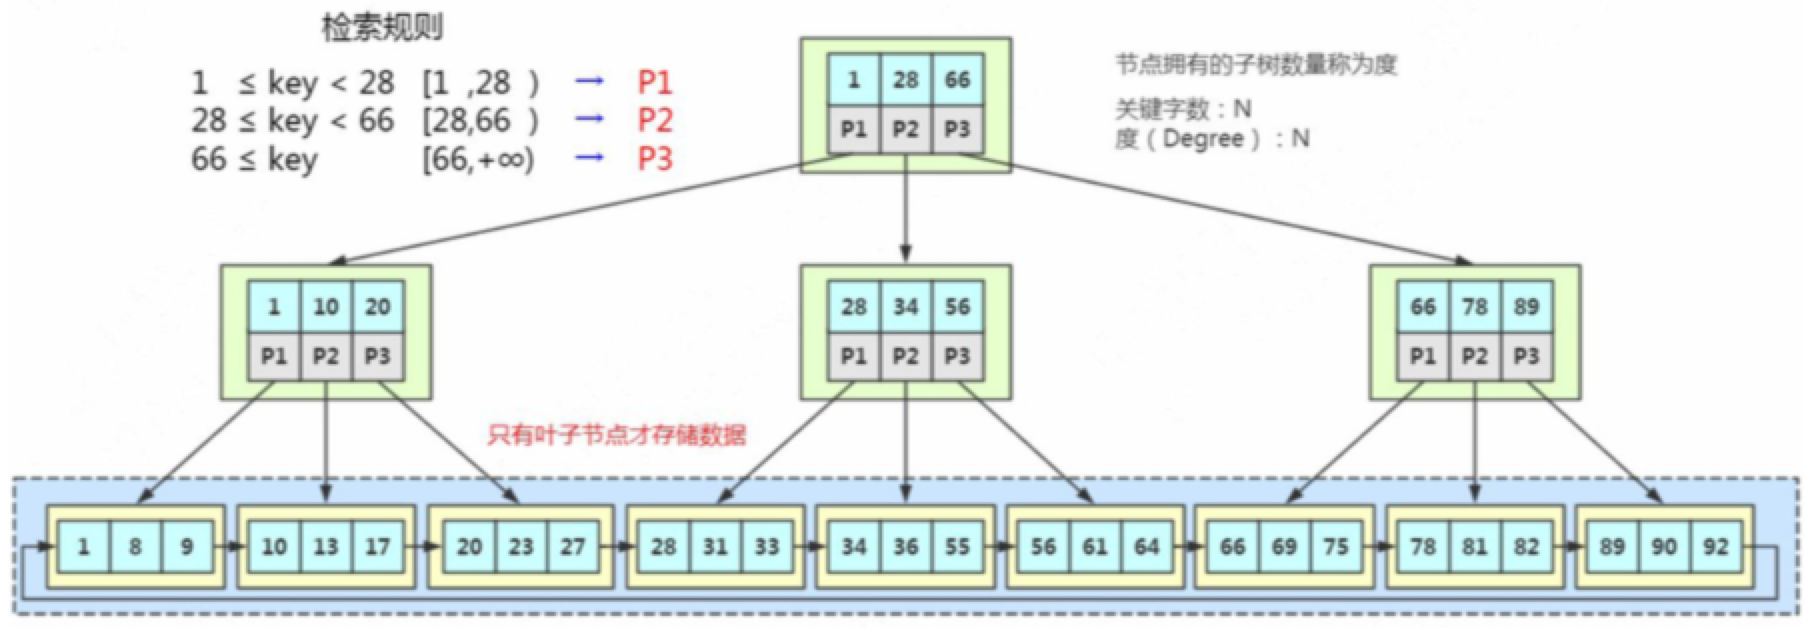 检索规则
1 ≤ key < 28 [1 ,28 ) → P1
28 ≤ key < 66 [28,66 ) → P2
66 ≤ key [66,+∞) → P3
节点拥有的子树数量称为度
关键字数：N
度（Degree）：N
1 28 66
P1 P2 P3
1 10 20
P1 P2 P3
28 34 56
P1 P2 P3
66 78 89
P1 P2 P3
只有叶子节点才存储数据
1 8 9
10 13 17
20 23 27
28 31 33
34 36 55
56 61 64
66 69 75
78 81 82
89 90 92